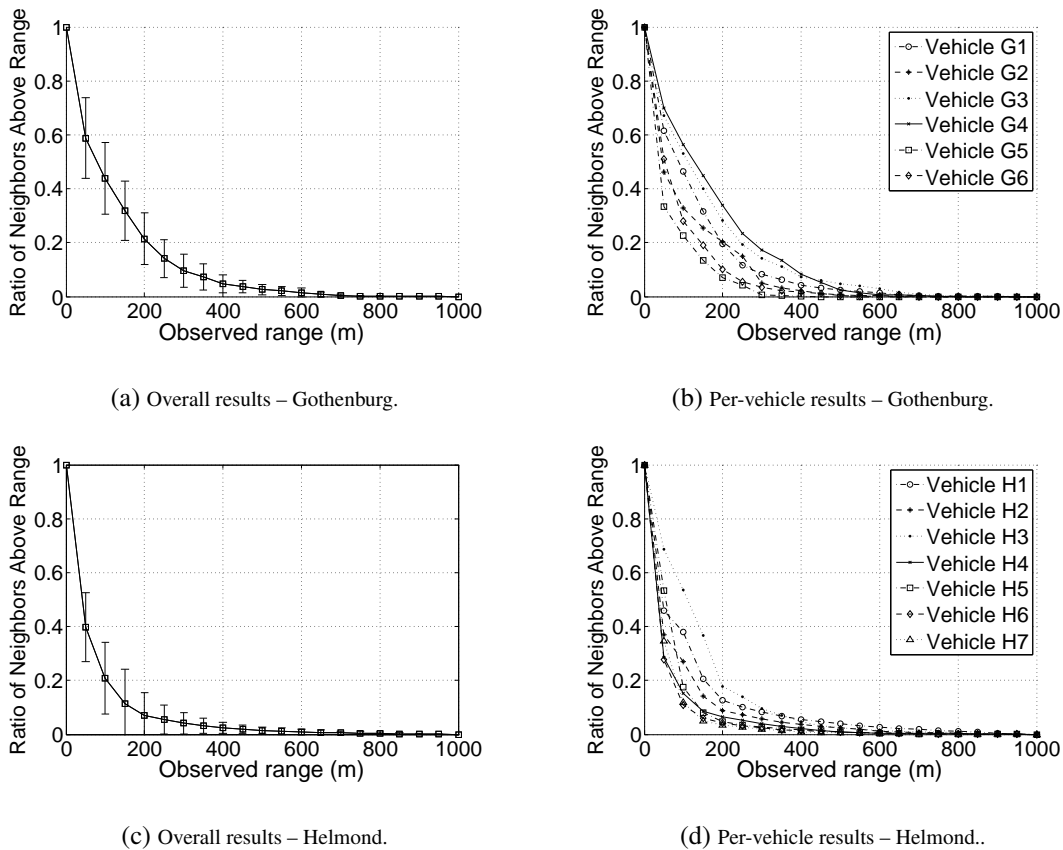 Ratio of Neighbors Above Range
1
0.8
0.6
0.4
0.2
0
0 200 400 600 800 1000
Observed range (m)
(a) Overall results – Gothenburg.
Ratio of Neighbors Above Range
1
0.8
0.6
0.4
0.2
0
0 200 400 600 800 1000
Observed range (m)
Vehicle G1
Vehicle G2
Vehicle G3
Vehicle G4
Vehicle G5
Vehicle G6
(b) Per-vehicle results – Gothenburg.
Ratio of Neighbors Above Range
1
0.8
0.6
0.4
0.2
0
0 200 400 600 800 1000
Observed range (m)
(c) Overall results – Helmond.
Ratio of Neighbors Above Range
1
0.8
0.6
0.4
0.2
0
0 200 400 600 800 1000
Observed range (m)
Vehicle H1
Vehicle H2
Vehicle H3
Vehicle H4
Vehicle H5
Vehicle H6
Vehicle H7
(d) Per-vehicle results – Helmond..